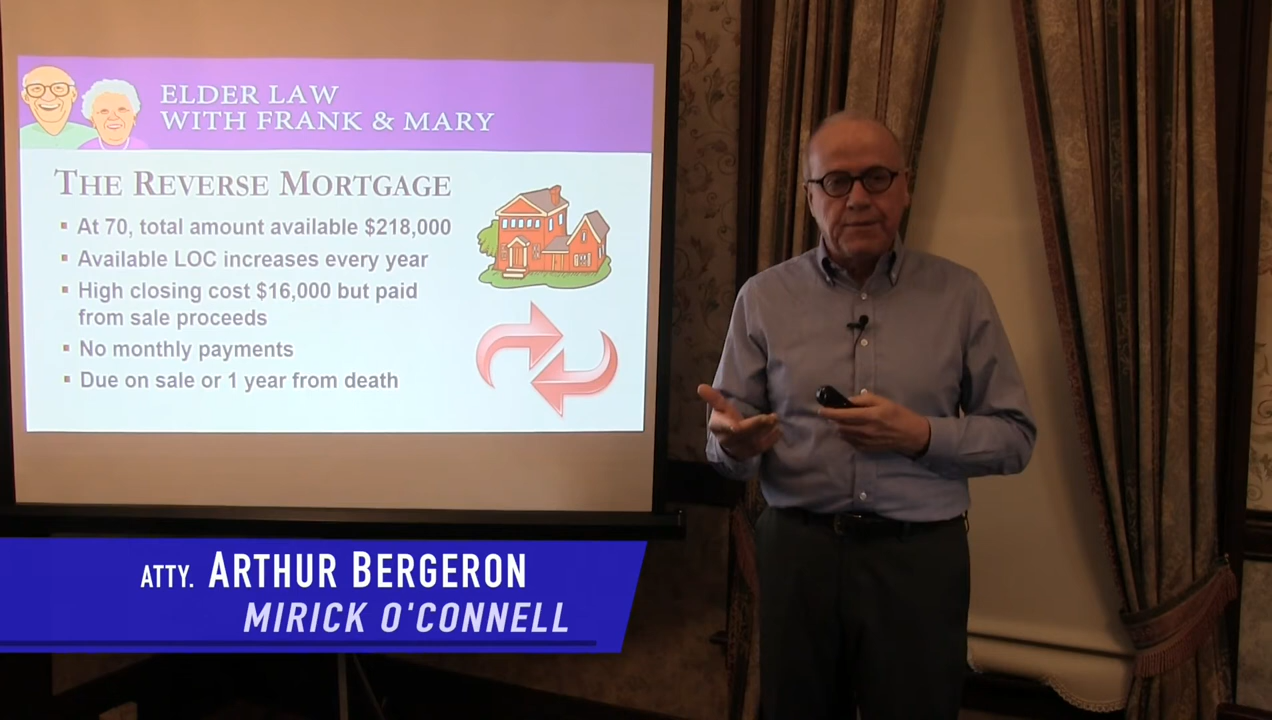 ELDER LAW
WITH FRANK & MARY
THE REVERSE MORTGAGE
▪ At 70, total amount available $218,000
▪ Available LOC increases every year
▪ High closing cost $16,000 but paid
from sale proceeds
▪ No monthly payments
▪ Due on sale or 1 year from death
ATTY. ARTHUR BERGERON
MIRICK O'CONNELL